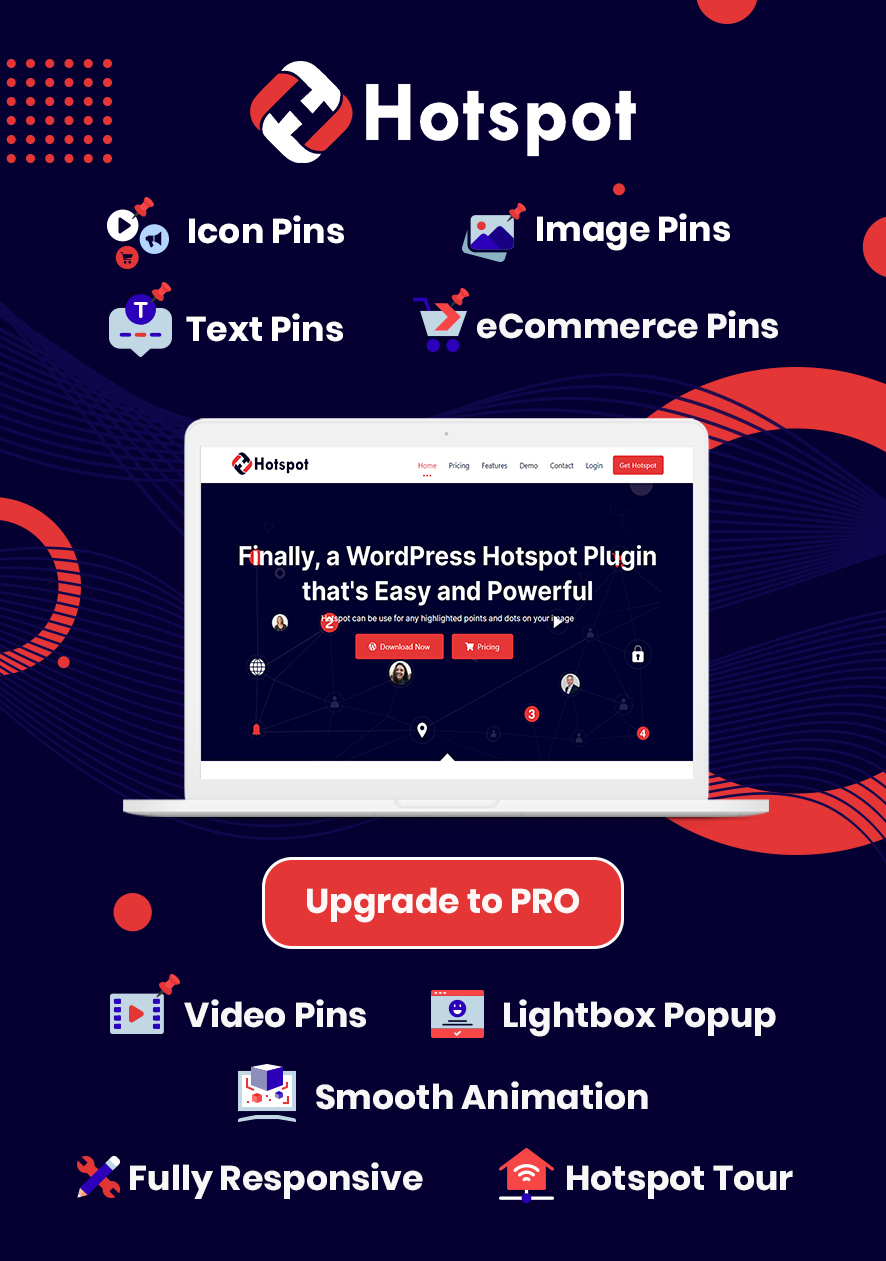 Hotspot
Icon Pins
Image Pins
T
Text Pins
eCommerce Pins
Hotspot
Home Pricing Features Demo Contact Login Get Hotspot
Finally, a WordPress Hotspot Plugin
that's Easy and Powerful
Hotspot can be use for any highlighted points and dots on your image
2
Download Now
Pricing
3
4
Upgrade to PRO
Video Pins
Lightbox Popup
Smooth Animation
Fully Responsive
Hotspot Tour